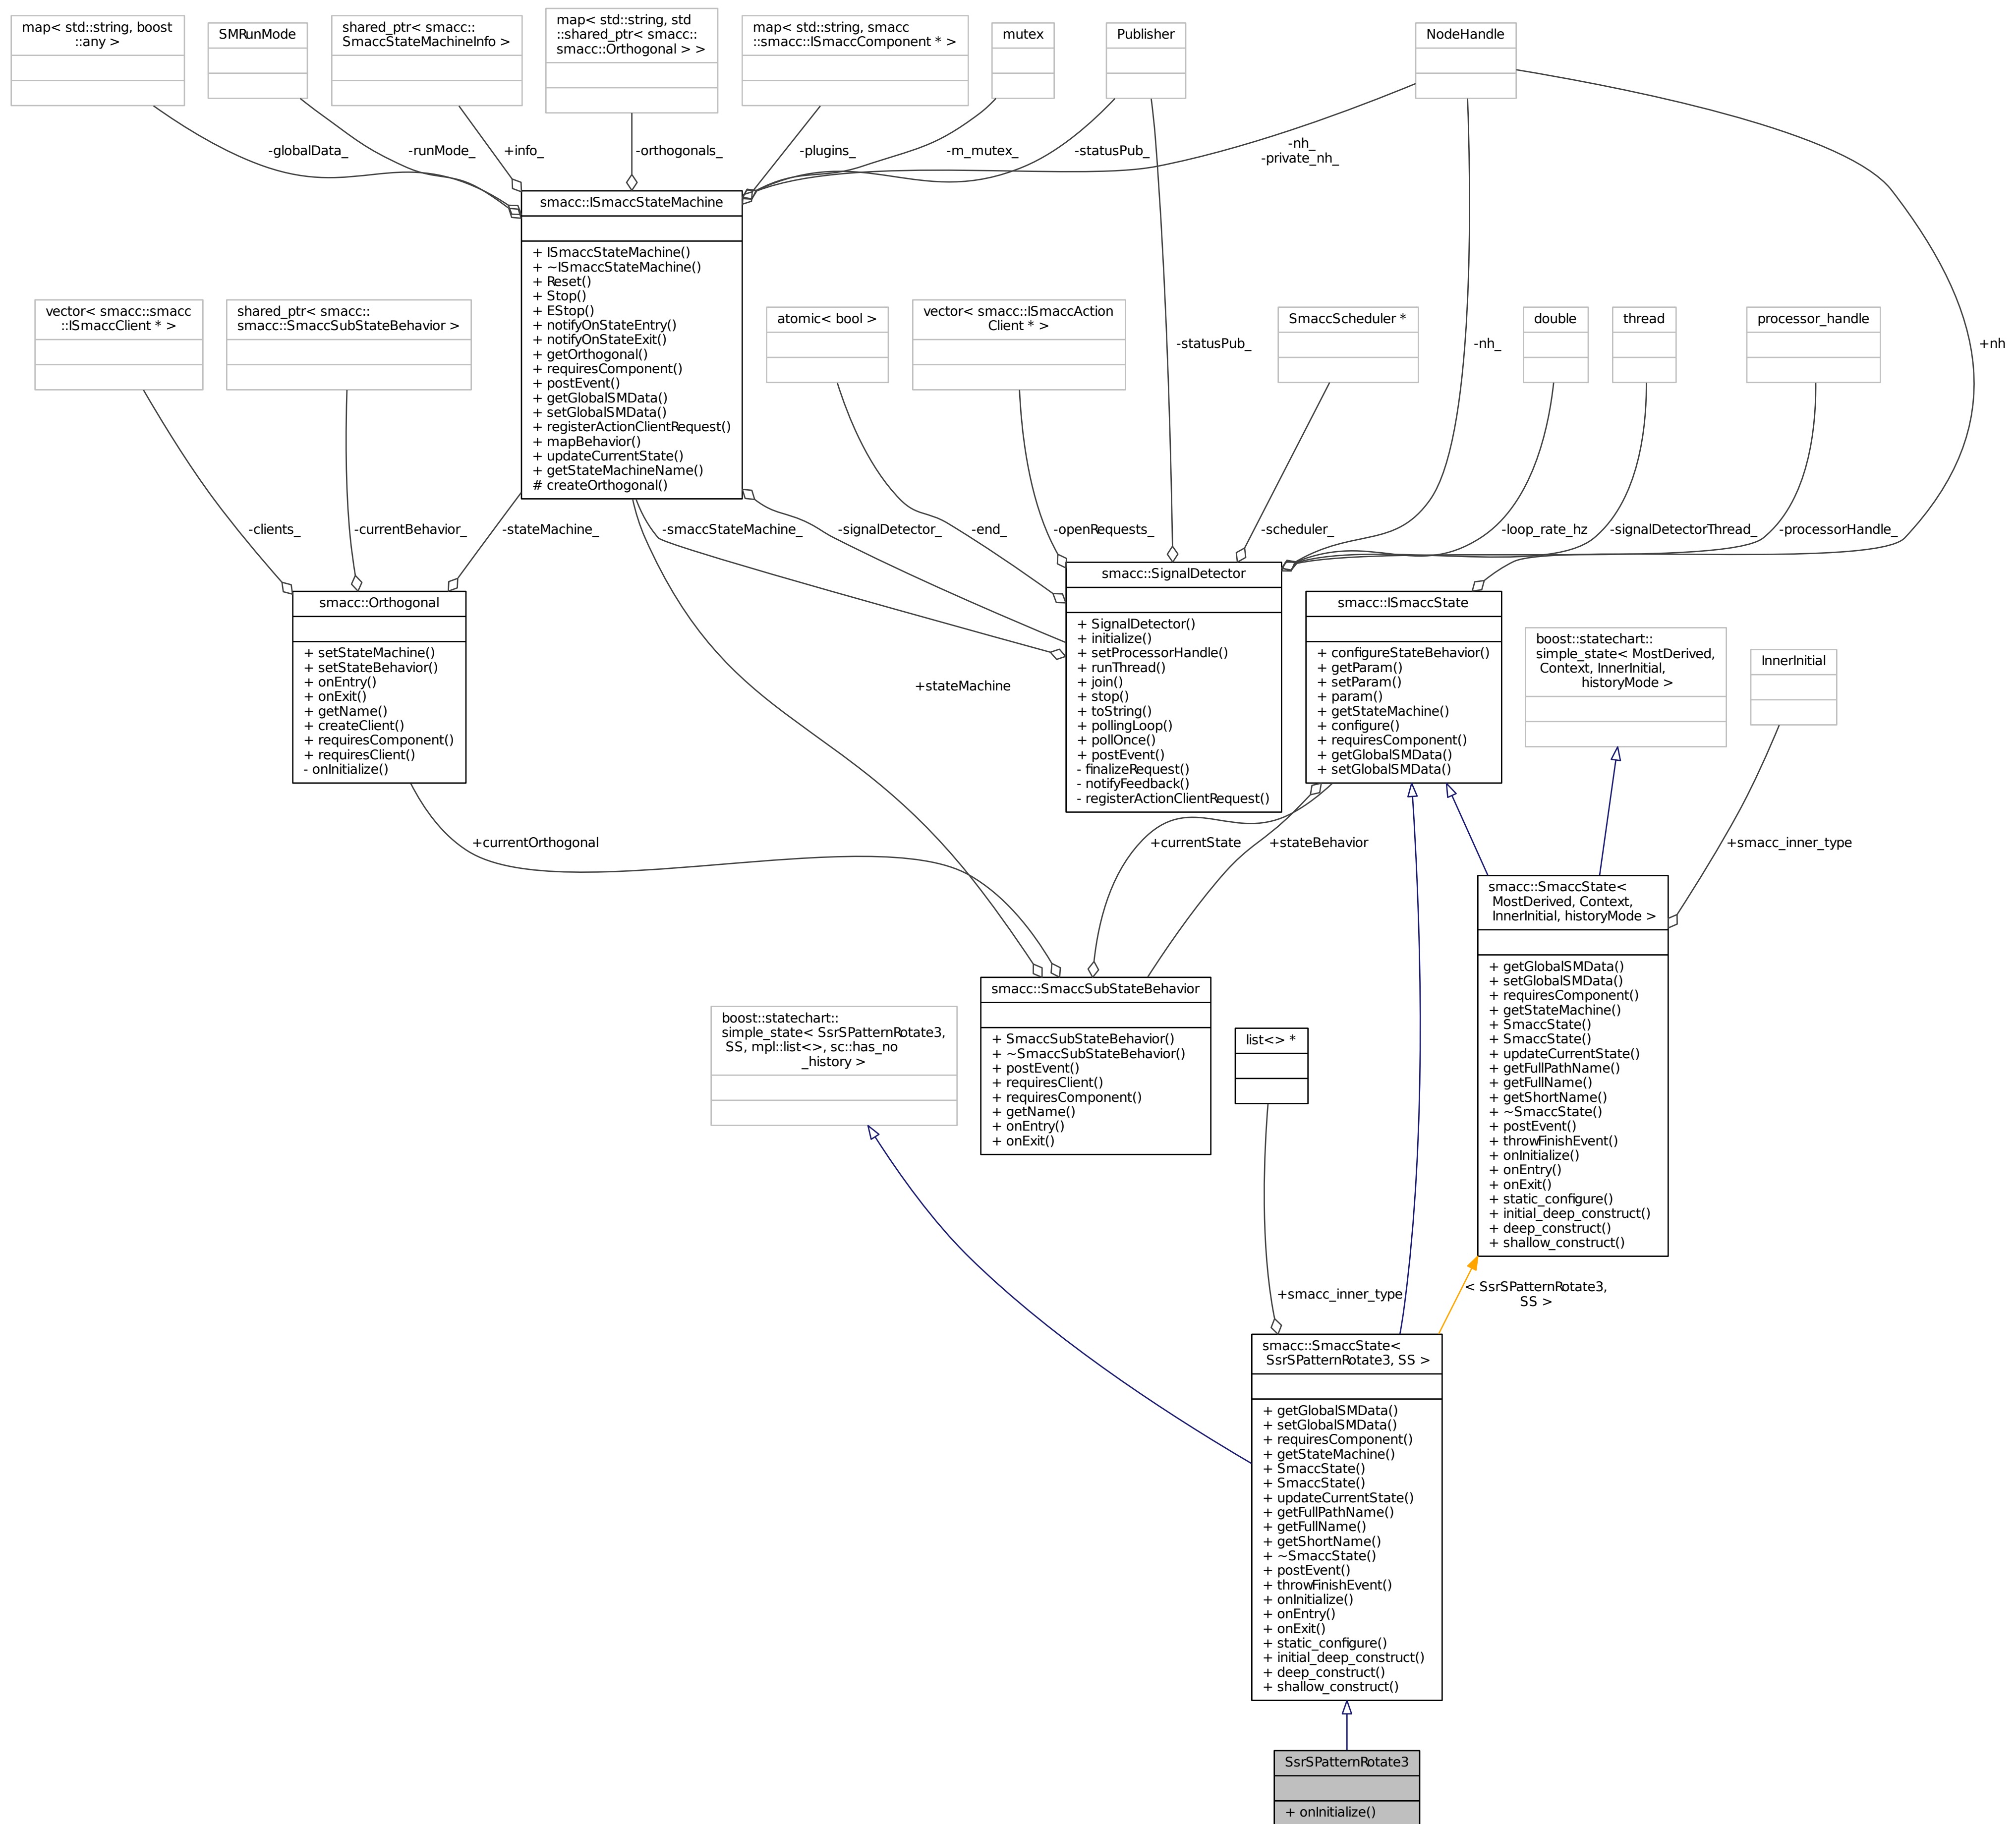 map< std::string, boost
::any >
SMRunMode
shared_ptr< smacc::
SmaccStateMachineInfo >
map< std::string, std
::shared_ptr< smacc::
smacc::Orthogonal > >
map< std::string, smacc
::smacc::ISmaccComponent * >
mutex
Publisher
NodeHandle
-globalData_
-runMode_
+info_
-orthogonals_
-plugins_
-m_mutex_
-statusPub_
-nh_
-private_nh_
smacc::ISmaccStateMachine
+ ISmaccStateMachine()
+ ~ISmaccStateMachine()
+ Reset()
+ Stop()
+ EStop()
+ notifyOnStateEntry()
+ notifyOnStateExit()
+ getOrthogonal()
+ requiresComponent()
+ postEvent()
+ getGlobalSMData()
+ setGlobalSMData()
+ registerActionClientRequest()
+ mapBehavior()
+ updateCurrentState()
+ getStateMachineName()
# createOrthogonal()
vector< smacc::smacc
::ISmaccClient * >
shared_ptr< smacc::
smacc::SmaccSubStateBehavior >
atomic< bool >
vector< smacc::ISmaccAction
Client * >
SmaccScheduler *
double
thread
processor_handle
-statusPub_
-nh_
+nh
-clients_
-currentBehavior_
-stateMachine_
-smaccStateMachine_
-signalDetector_
-end_
-openRequests_
-scheduler_
-loop_rate_hz
-signalDetectorThread_
-processorHandle_
smacc::Orthogonal
+ setStateMachine()
+ setStateBehavior()
+ onEntry()
+ onExit()
+ getName()
+ createClient()
+ requiresComponent()
+ requiresClient()
- onInitialize()
+stateMachine
smacc::SignalDetector
+ SignalDetector()
+ initialize()
+ setProcessorHandle()
+ runThread()
+ join()
+ stop()
+ toString()
+ pollingLoop()
+ pollOnce()
+ postEvent()
- finalizeRequest()
- notifyFeedback()
- registerActionClientRequest()
smacc::ISmaccState
+ configureStateBehavior()
+ getParam()
+ setParam()
+ param()
+ getStateMachine()
+ configure()
+ requiresComponent()
+ getGlobalSMData()
+ setGlobalSMData()
boost::statechart::
simple_state< MostDerived,
Context, InnerInitial,
historyMode >
InnerInitial
+currentOrthogonal
+currentState
+stateBehavior
+smacc_inner_type
smacc::SmaccState<
MostDerived, Context,
InnerInitial, historyMode >
+ getGlobalSMData()
+ setGlobalSMData()
+ requiresComponent()
+ getStateMachine()
+ SmaccState()
+ SmaccState()
+ updateCurrentState()
+ getFullPathName()
+ getFullName()
+ getShortName()
+ ~SmaccState()
+ postEvent()
+ throwFinishEvent()
+ onInitialize()
+ onEntry()
+ onExit()
+ static_configure()
+ initial_deep_construct()
+ deep_construct()
+ shallow_construct()
boost::statechart::
simple_state< SsrSPatternRotate3,
SS, mpl::list<>, sc::has_no
_history >
smacc::SmaccSubStateBehavior
+ SmaccSubStateBehavior()
+ ~SmaccSubStateBehavior()
+ postEvent()
+ requiresClient()
+ requiresComponent()
+ getName()
+ onEntry()
+ onExit()
list<> *
+smacc_inner_type
< SsrSPatternRotate3,
SS >
smacc::SmaccState<
SsrSPatternRotate3, SS >
+ getGlobalSMData()
+ setGlobalSMData()
+ requiresComponent()
+ getStateMachine()
+ SmaccState()
+ SmaccState()
+ updateCurrentState()
+ getFullPathName()
+ getFullName()
+ getShortName()
+ ~SmaccState()
+ postEvent()
+ throwFinishEvent()
+ onInitialize()
+ onEntry()
+ onExit()
+ static_configure()
+ initial_deep_construct()
+ deep_construct()
+ shallow_construct()
SsrSPatternRotate3
+ onInitialize()